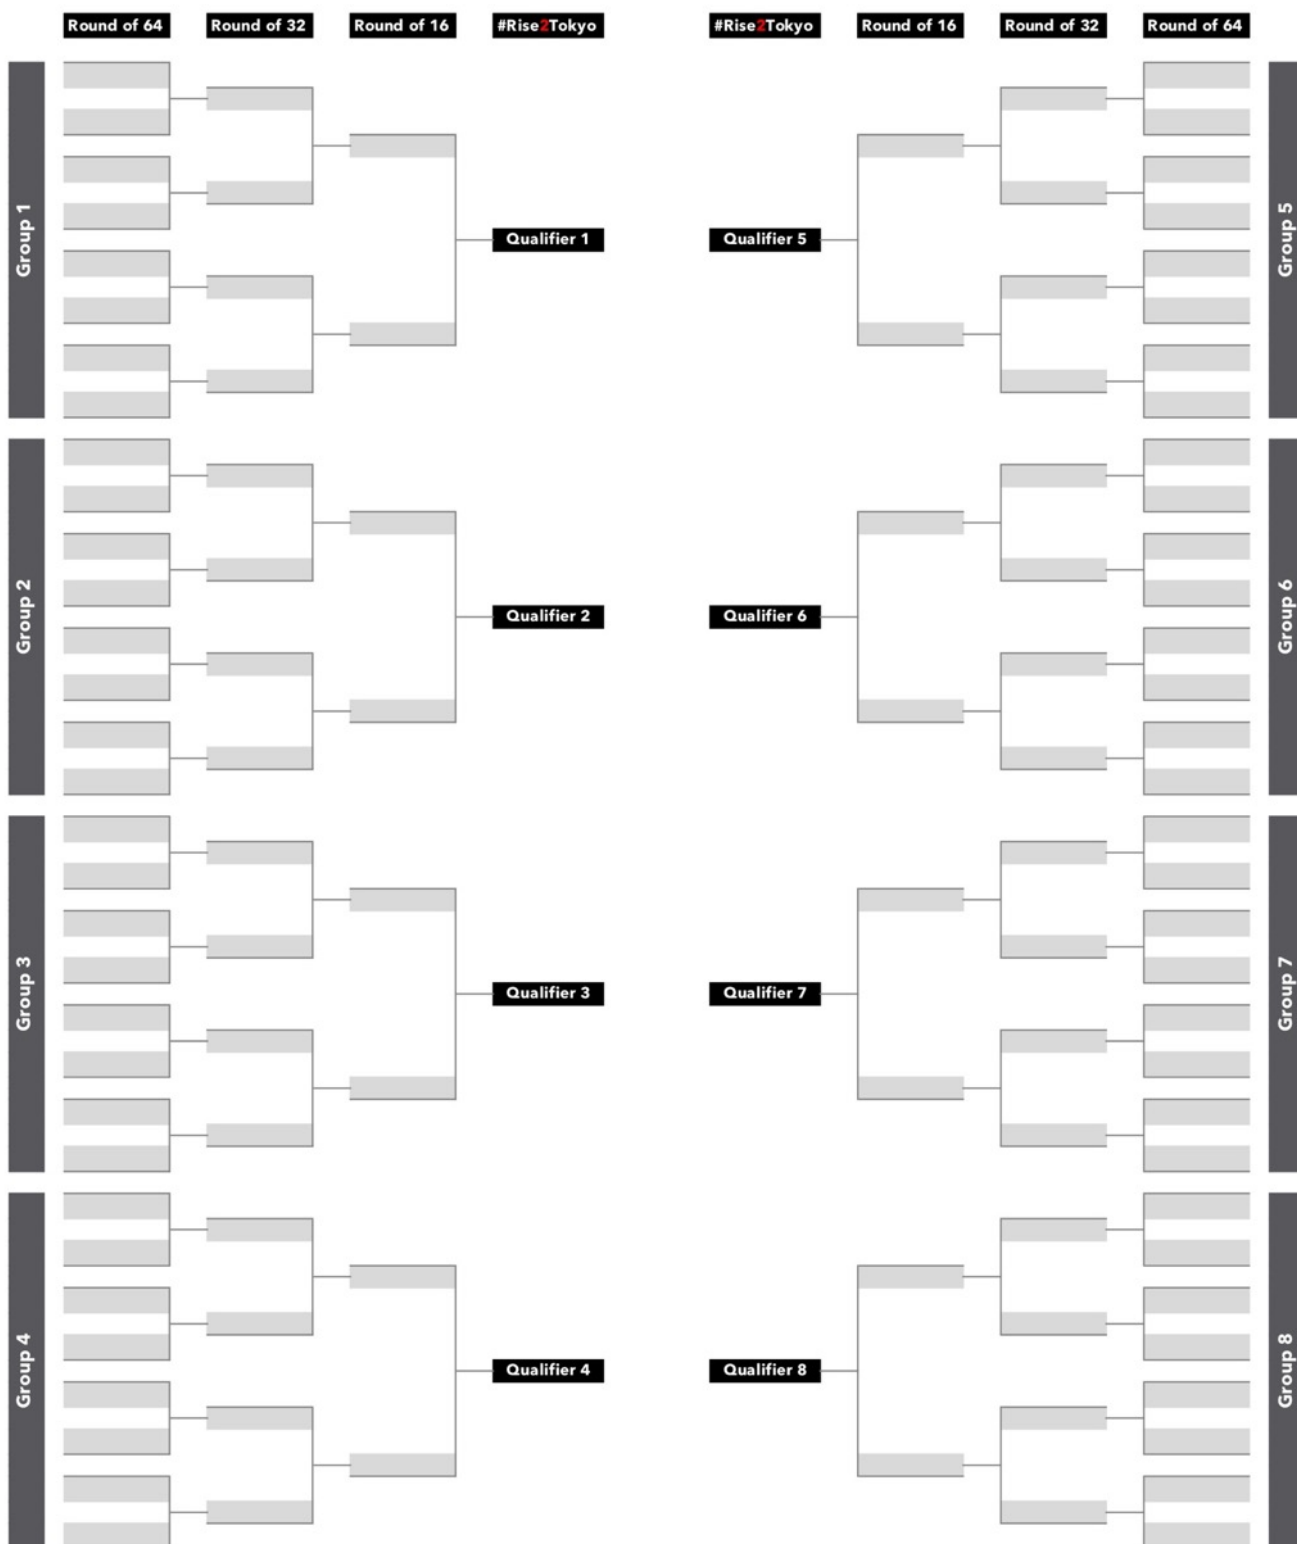 Round of 64 Round of 32 Round of 16 #Rise2Tokyo #Rise2Tokyo Round of 16 Round of 32 Round of 64
Group 1 Qualifier 1 Qualifier 5 Group 5
Group 2 Qualifier 2 Qualifier 6 Group 6
Group 3 Qualifier 3 Qualifier 7 Group 7
Group 4 Qualifier 4 Qualifier 8 Group 8